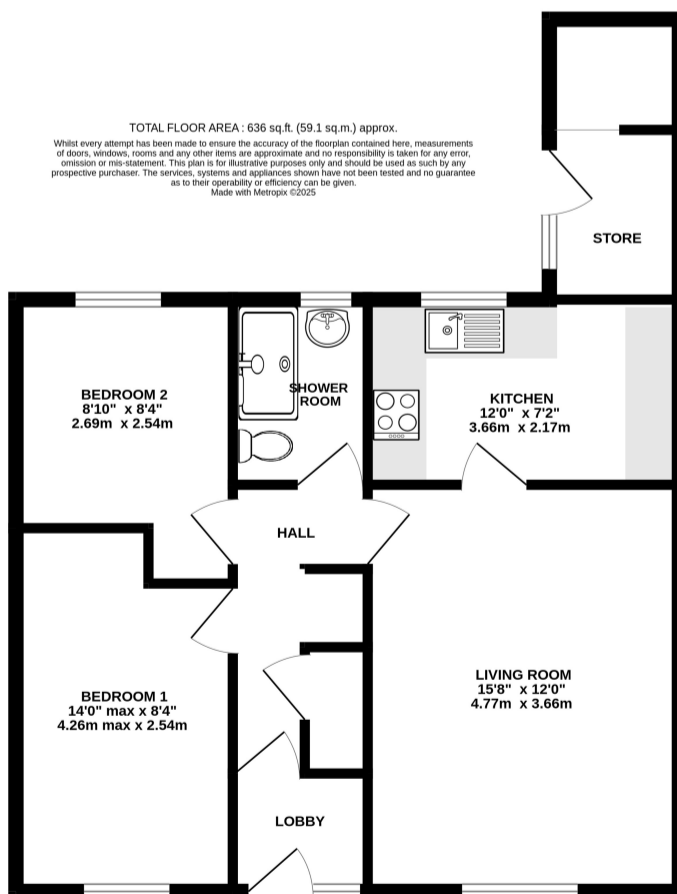 TOTAL FLOOR AREA : 636 sq.ft. (59.1 sq.m.) approx.
Whilst every attempt has been made to ensure the accuracy of the floorplan contained here, measurements
of doors, windows, rooms and any other items are approximate and no responsibility is taken for any error,
omission or mis-statement. This plan is for illustrative purposes only and should be used as such by any
prospective purchaser. The services, systems and appliances shown have not been tested and no guarantee
as to their operability or efficiency can be given.
Made with Metropix ©2025
STORE
BEDROOM 2
8'10" x 8'4"
2.69m x 2.54m
SHOWER
ROOM
KITCHEN
12'0" x 7'2"
3.66m x 2.17m
HALL
BEDROOM 1
14'0" max x 8'4"
4.26m max x 2.54m
LIVING ROOM
15'8" x 12'0"
4.77m x 3.66m
LOBBY